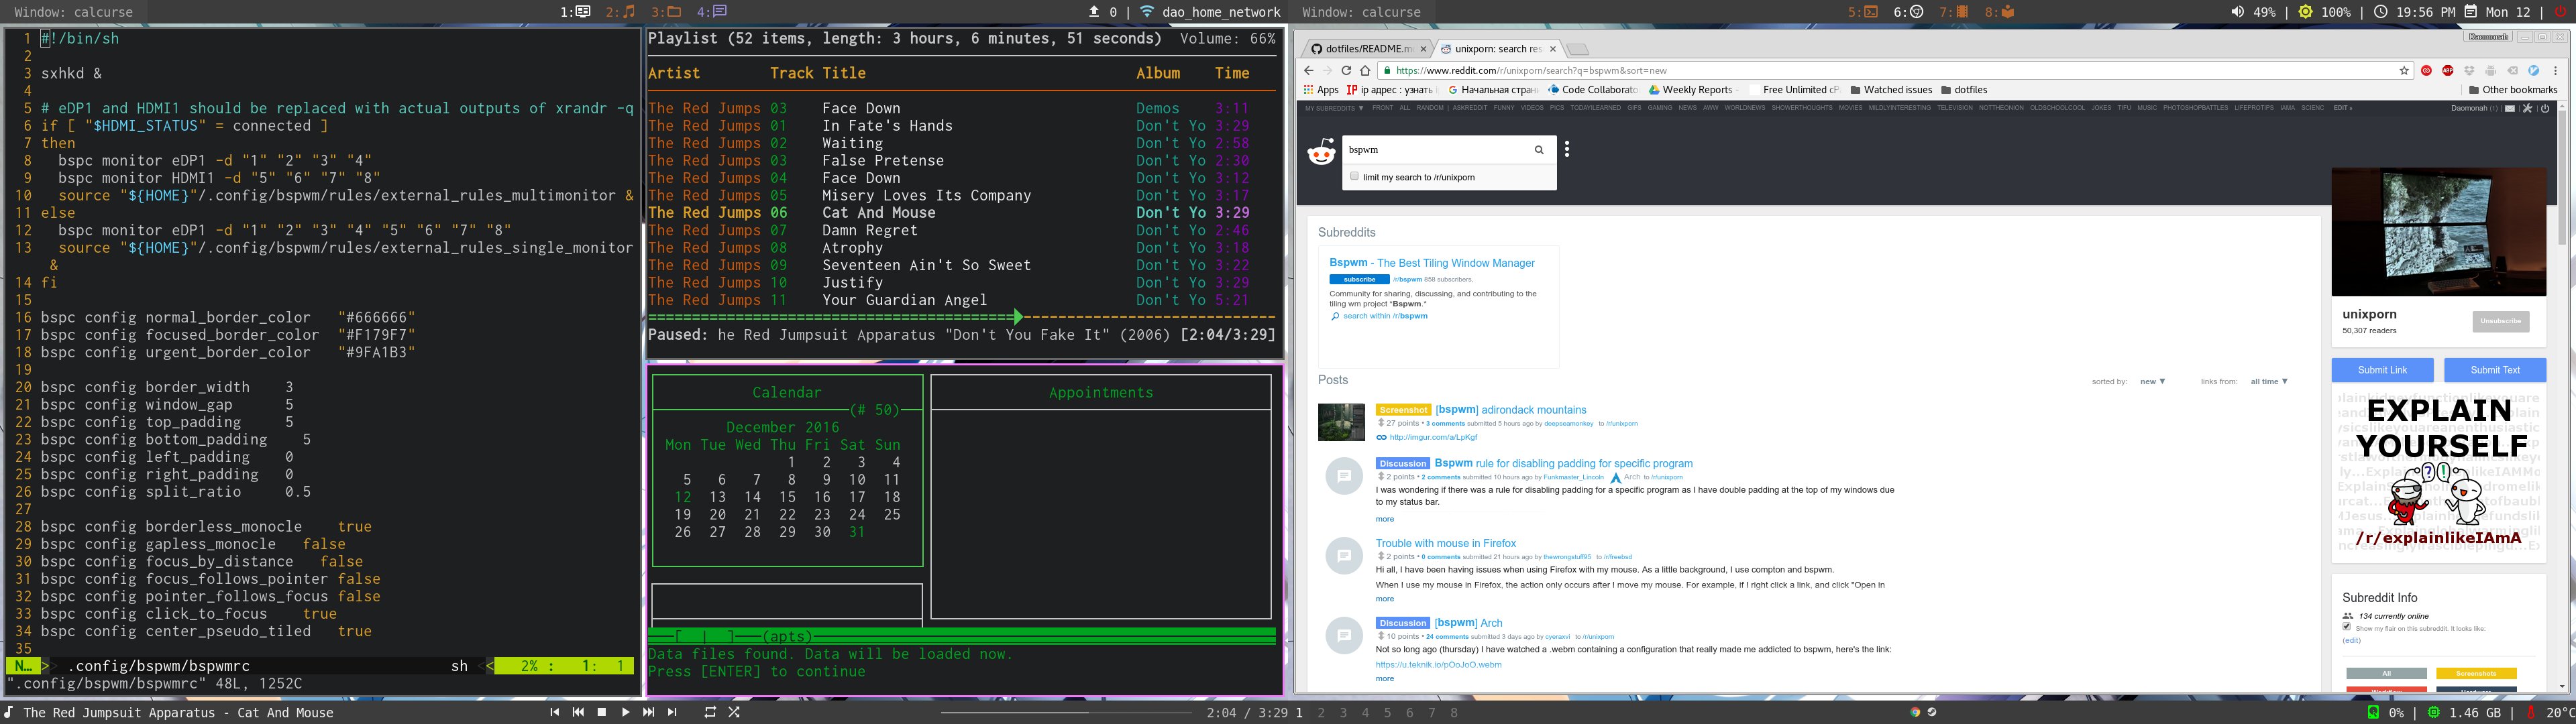 Window: calcurse
1: 2: 3: 4:
0 | dao_home_network
Window: calcurse
5: 6: 7: 8:
49% | 100% | 19:56 PM Mon 12 |
1 #!/bin/sh
2
3 sxhkd &
4
5 # eDP1 and HDMI1 should be replaced with actual outputs of xrandr -q
6 if [ "$HDMI_STATUS" = connected ]
7 then
8 bspc monitor eDP1 -d "1" "2" "3" "4"
9 bspc monitor HDMI1 -d "5" "6" "7" "8"
10 source "${HOME}"/.config/bspwm/rules/external_rules_multimonitor &
11 else
12 bspc monitor eDP1 -d "1" "2" "3" "4" "5" "6" "7" "8"
13 source "${HOME}"/.config/bspwm/rules/external_rules_single_monitor
&
14 fi
15
16 bspc config normal_border_color "#666666"
17 bspc config focused_border_color "#F179F7"
18 bspc config urgent_border_color "#9FA1B3"
19
20 bspc config border_width 3
21 bspc config window_gap 5
22 bspc config top_padding 5
23 bspc config bottom_padding 5
24 bspc config left_padding 0
25 bspc config right_padding 0
26 bspc config split_ratio 0.5
27
28 bspc config borderless_monocle true
29 bspc config gapless_monocle false
30 bspc config focus_by_distance false
31 bspc config focus_follows_pointer false
32 bspc config pointer_follows_focus false
33 bspc config click_to_focus true
34 bspc config center_pseudo_tiled true
35
N… > .config/bspwm/bspwmrc sh < 2% : 1: 1
".config/bspwm/bspwmrc" 48L, 1252C
Playlist (52 items, length: 3 hours, 6 minutes, 51 seconds) Volume: 66%
Artist Track Title Album Time
The Red Jumps 03 Face Down Demos 3:11
The Red Jumps 01 In Fate's Hands Don't Yo 3:29
The Red Jumps 02 Waiting Don't Yo 2:58
The Red Jumps 03 False Pretense Don't Yo 2:30
The Red Jumps 04 Face Down Don't Yo 3:12
The Red Jumps 05 Misery Loves Its Company Don't Yo 3:17
The Red Jumps 06 Cat And Mouse Don't Yo 3:29
The Red Jumps 07 Damn Regret Don't Yo 2:46
The Red Jumps 08 Atrophy Don't Yo 3:18
The Red Jumps 09 Seventeen Ain't So Sweet Don't Yo 3:22
The Red Jumps 10 Justify Don't Yo 3:29
The Red Jumps 11 Your Guardian Angel Don't Yo 5:21
Paused: he Red Jumpsuit Apparatus "Don't You Fake It" (2006) [2:04/3:29]
Calendar
(# 50)
December 2016
Mon Tue Wed Thu Fri Sat Sun
1 2 3 4
5 6 7 8 9 10 11
12 13 14 15 16 17 18
19 20 21 22 23 24 25
26 27 28 29 30 31
Appointments
[ | ] (apts)
Data files found. Data will be loaded now.
Press [ENTER] to continue
dotfiles/README.m
unixporn: search res
Daomonah
https://www.reddit.com/r/unixporn/search?q=bspwm&sort=new
Apps
ip адрес : узнать
Начальная стран
Code Collaborato
Weekly Reports -
Free Unlimited cP
Watched issues
dotfiles
Other bookmarks
MY SUBREDDITS ▼ FRONT ALL RANDOM | ASKREDDIT FUNNY VIDEOS PICS TODAYILEARNED GIFS GAMING NEWS AWW WORLDNEWS SHOWERTHOUGHTS MOVIES MILDLYINTERESTING TELEVISION NOTTHEONION OLDSCHOOLCOOL JOKES TIFU MUSIC PHOTOSHOPBATTLES LIFEPROTIPS IAMA SCIENC EDIT »
Daomonah (1)
bspwm
limit my search to /r/unixporn
Subreddits
Bspwm - The Best Tiling Window Manager
subscribe /r/bspwm 858 subscribers,
Community for sharing, discussing, and contributing to the
tiling wm project "Bspwm."
search within /r/bspwm
Posts
sorted by: new ▼ links from: all time ▼
Screenshot [bspwm] adirondack mountains
27 points • 3 comments submitted 5 hours ago by deepseamonkey to /r/unixporn
http://imgur.com/a/LpKgf
Discussion Bspwm rule for disabling padding for specific program
2 points • 2 comments submitted 10 hours ago by Funkmaster_Lincoln Arch to /r/unixporn
I was wondering if there was a rule for disabling padding for a specific program as I have double padding at the top of my windows due
to my status bar.
more
Trouble with mouse in Firefox
2 points • 0 comments submitted 21 hours ago by thewrongstuff95 to /r/freebsd
Hi all, I have been having issues when using Firefox with my mouse. As a little background, I use compton and bspwm.
When I use my mouse in Firefox, the action only occurs after I move my mouse. For example, if I right click a link, and click "Open in
more
Discussion [bspwm] Arch
10 points • 24 comments submitted 3 days ago by cyeraxvi to /r/unixporn
Not so long ago (thursday) I have watched a .webm containing a configuration that really made me addicted to bspwm, here's the link:
https://u.teknik.io/pOoJoO.webm
more
unixporn
50,307 readers
Unsubscribe
Submit Link
Submit Text
EXPLAIN
YOURSELF
? !
/r/explainlikeIAmA
Subreddit Info
134 currently online
Show my flair on this subreddit. It looks like:
(edit)
All
Screenshots
The Red Jumpsuit Apparatus - Cat And Mouse
2:04 / 3:29
1 2 3 4 5 6 7 8
0% | 1.46 GB | 20°C